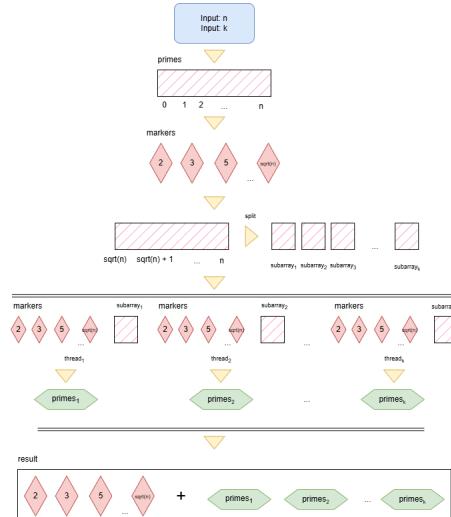 Input: n
Input: k
primes
0 1 2 ... n
markers
2 3 5 ... sqrt(n)
split
sqrt(n) sqrt(n) + 1 ... n
...
subarray₁ subarray₂ subarray₃ subarrayₖ
markers subarray₁ markers subarray₂ markers subarra
2 3 5 ... sqrt(n) 2 3 5 ... sqrt(n) ... 2 3 5 ... sqrt(n)
thread₁ thread₂ threadₖ
primes₁ primes₂ ... primesₖ
result
2 3 5 ... sqrt(n) + primes₁ primes₂ ... primesₖ